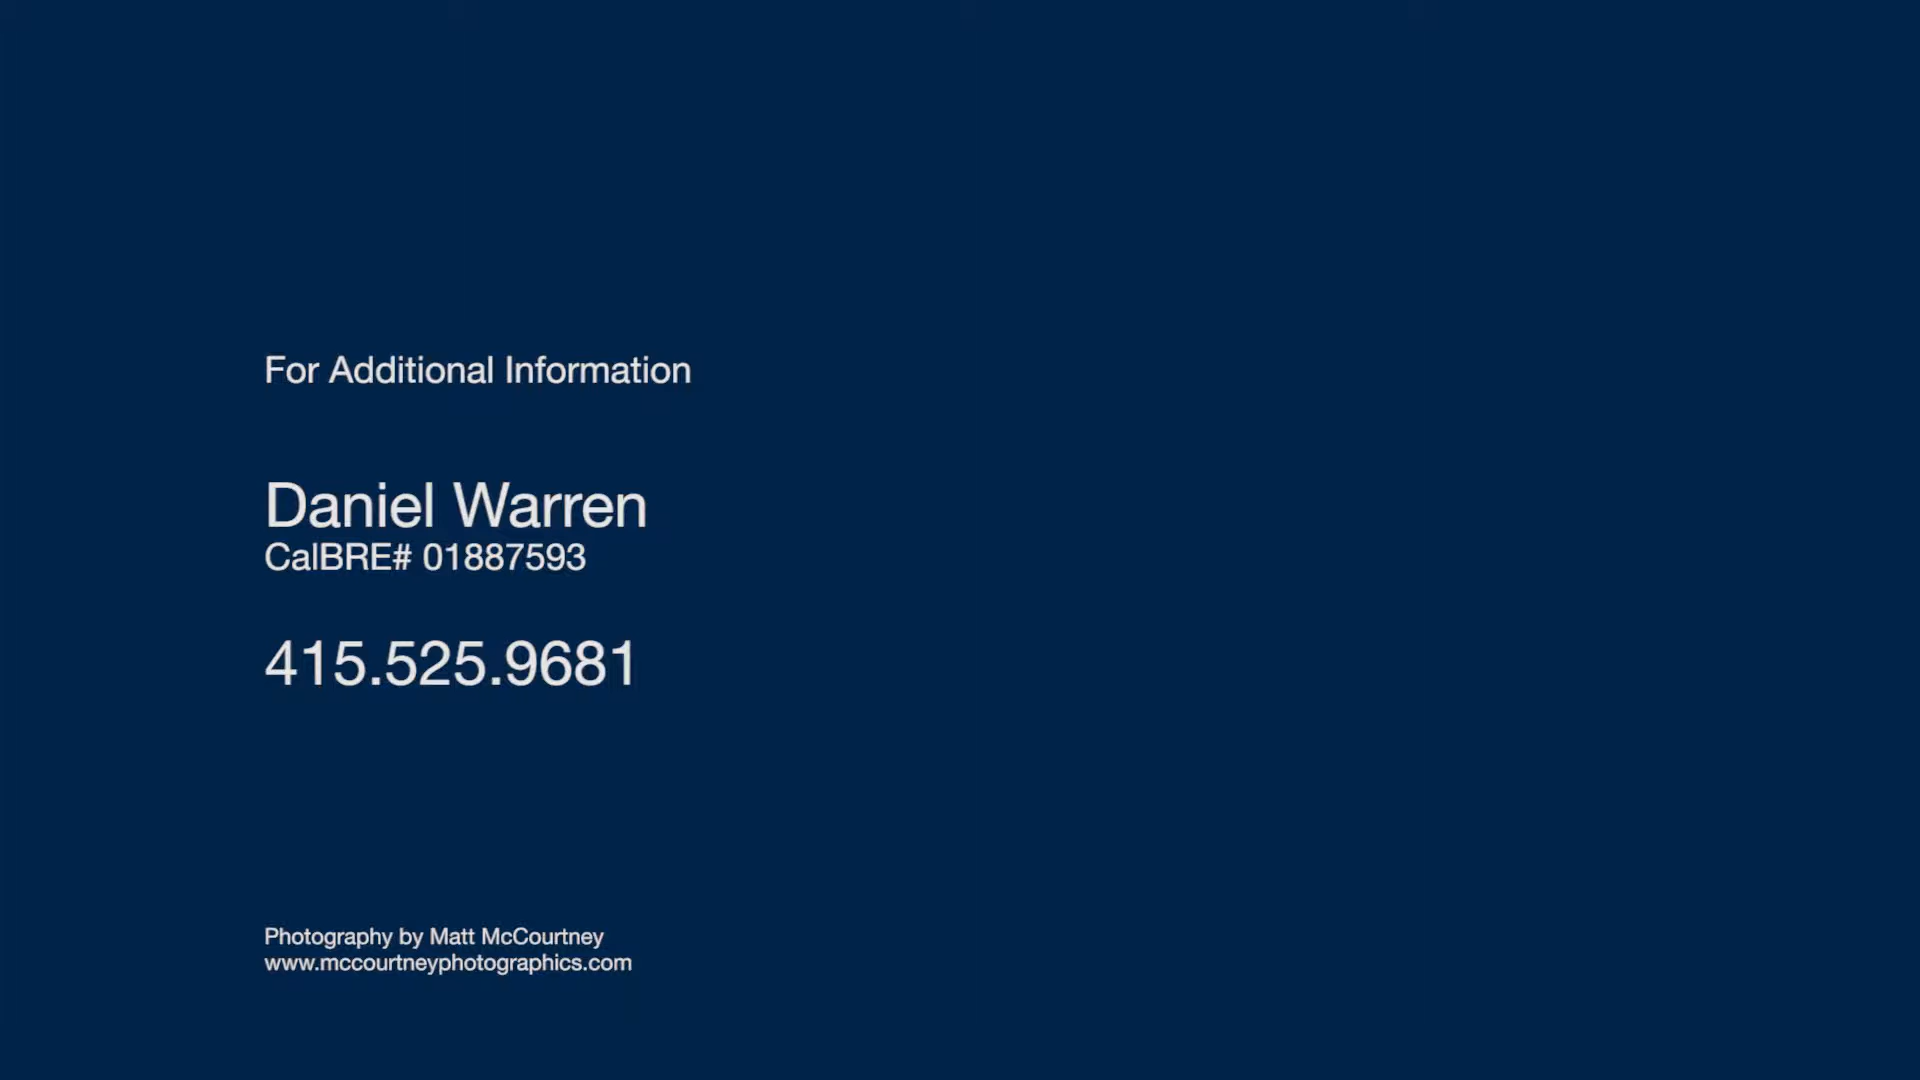 For Additional Information
Daniel Warren
CalBRE# 01887593
415.525.9681
Photography by Matt McCourtney
www.mccourtneyphotographics.com